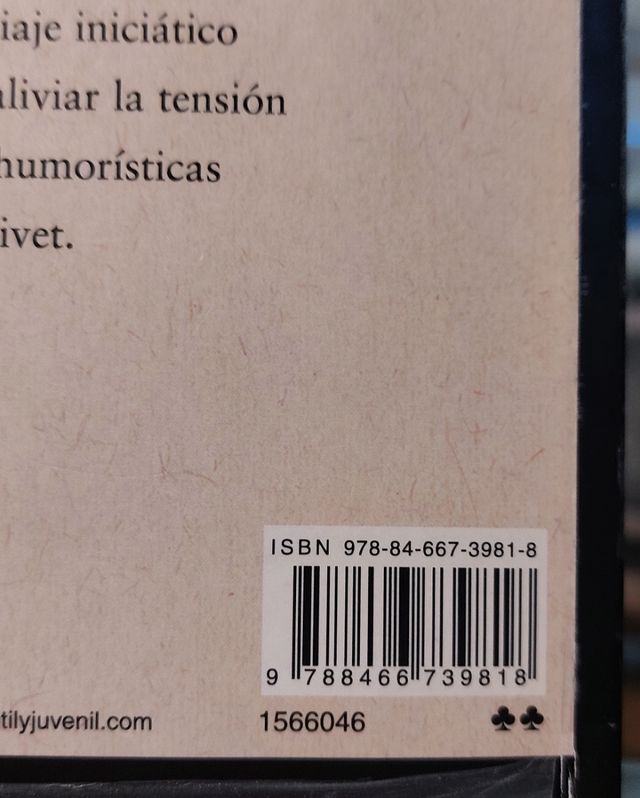 iaje iniciático
aliviar la tensión
humorísticas
ivet.
ISBN 978-84-667-3981-8
9 788466 739818
tilyjuvenil.com
1566046